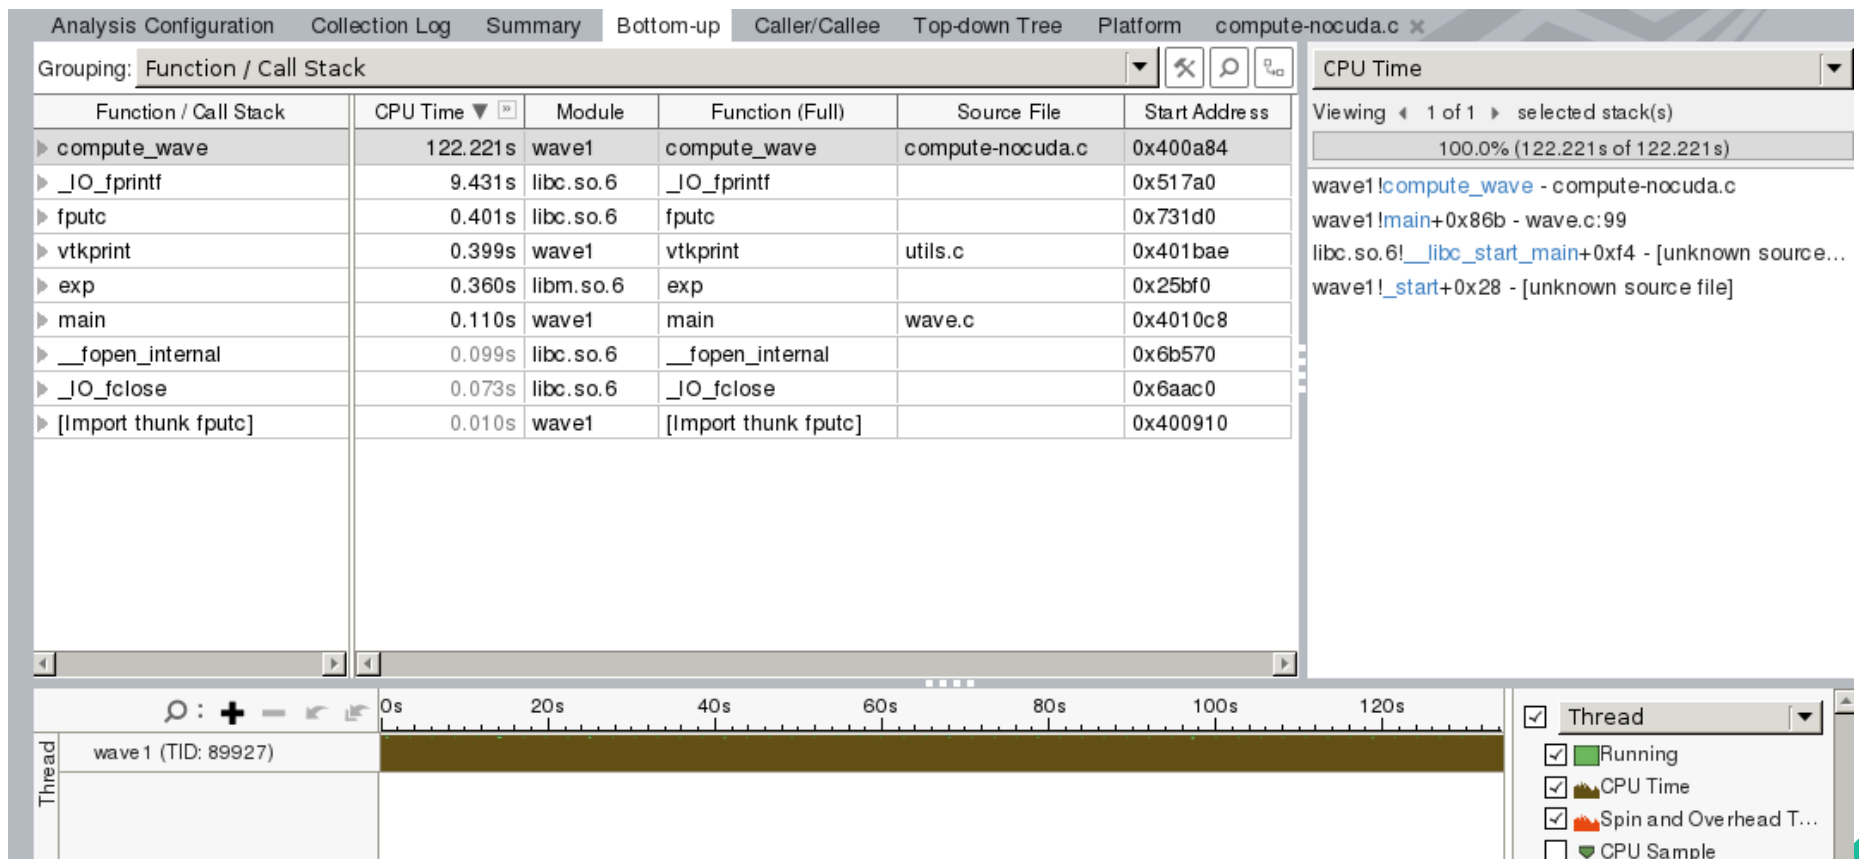 Analysis Configuration Collection Log Summary Bottom-up Caller/Callee Top-down Tree Platform compute-nocuda.c
Grouping: Function / Call Stack
Function / Call Stack CPU Time Module Function (Full) Source File Start Address
compute_wave 122.221s wave1 compute_wave compute-nocuda.c 0x400a84
_IO_fprintf 9.431s libc.so.6 _IO_fprintf 0x517a0
fputc 0.401s libc.so.6 fputc 0x731d0
vtkprint 0.399s wave1 vtkprint utils.c 0x401bae
exp 0.360s libm.so.6 exp 0x25bf0
main 0.110s wave1 main wave.c 0x4010c8
__fopen_internal 0.099s libc.so.6 __fopen_internal 0x6b570
_IO_fclose 0.073s libc.so.6 _IO_fclose 0x6aac0
[Import thunk fputc] 0.010s wave1 [Import thunk fputc] 0x400910
CPU Time
Viewing 1 of 1 selected stack(s)
100.0% (122.221s of 122.221s)
wave1!compute_wave - compute-nocuda.c
wave1!main+0x86b - wave.c:99
libc.so.6!__libc_start_main+0xf4 - [unknown source...
wave1!_start+0x28 - [unknown source file]
0s 20s 40s 60s 80s 100s 120s
Thread
wave1 (TID: 89927)
Thread
Running
CPU Time
Spin and Overhead T...
CPU Sample